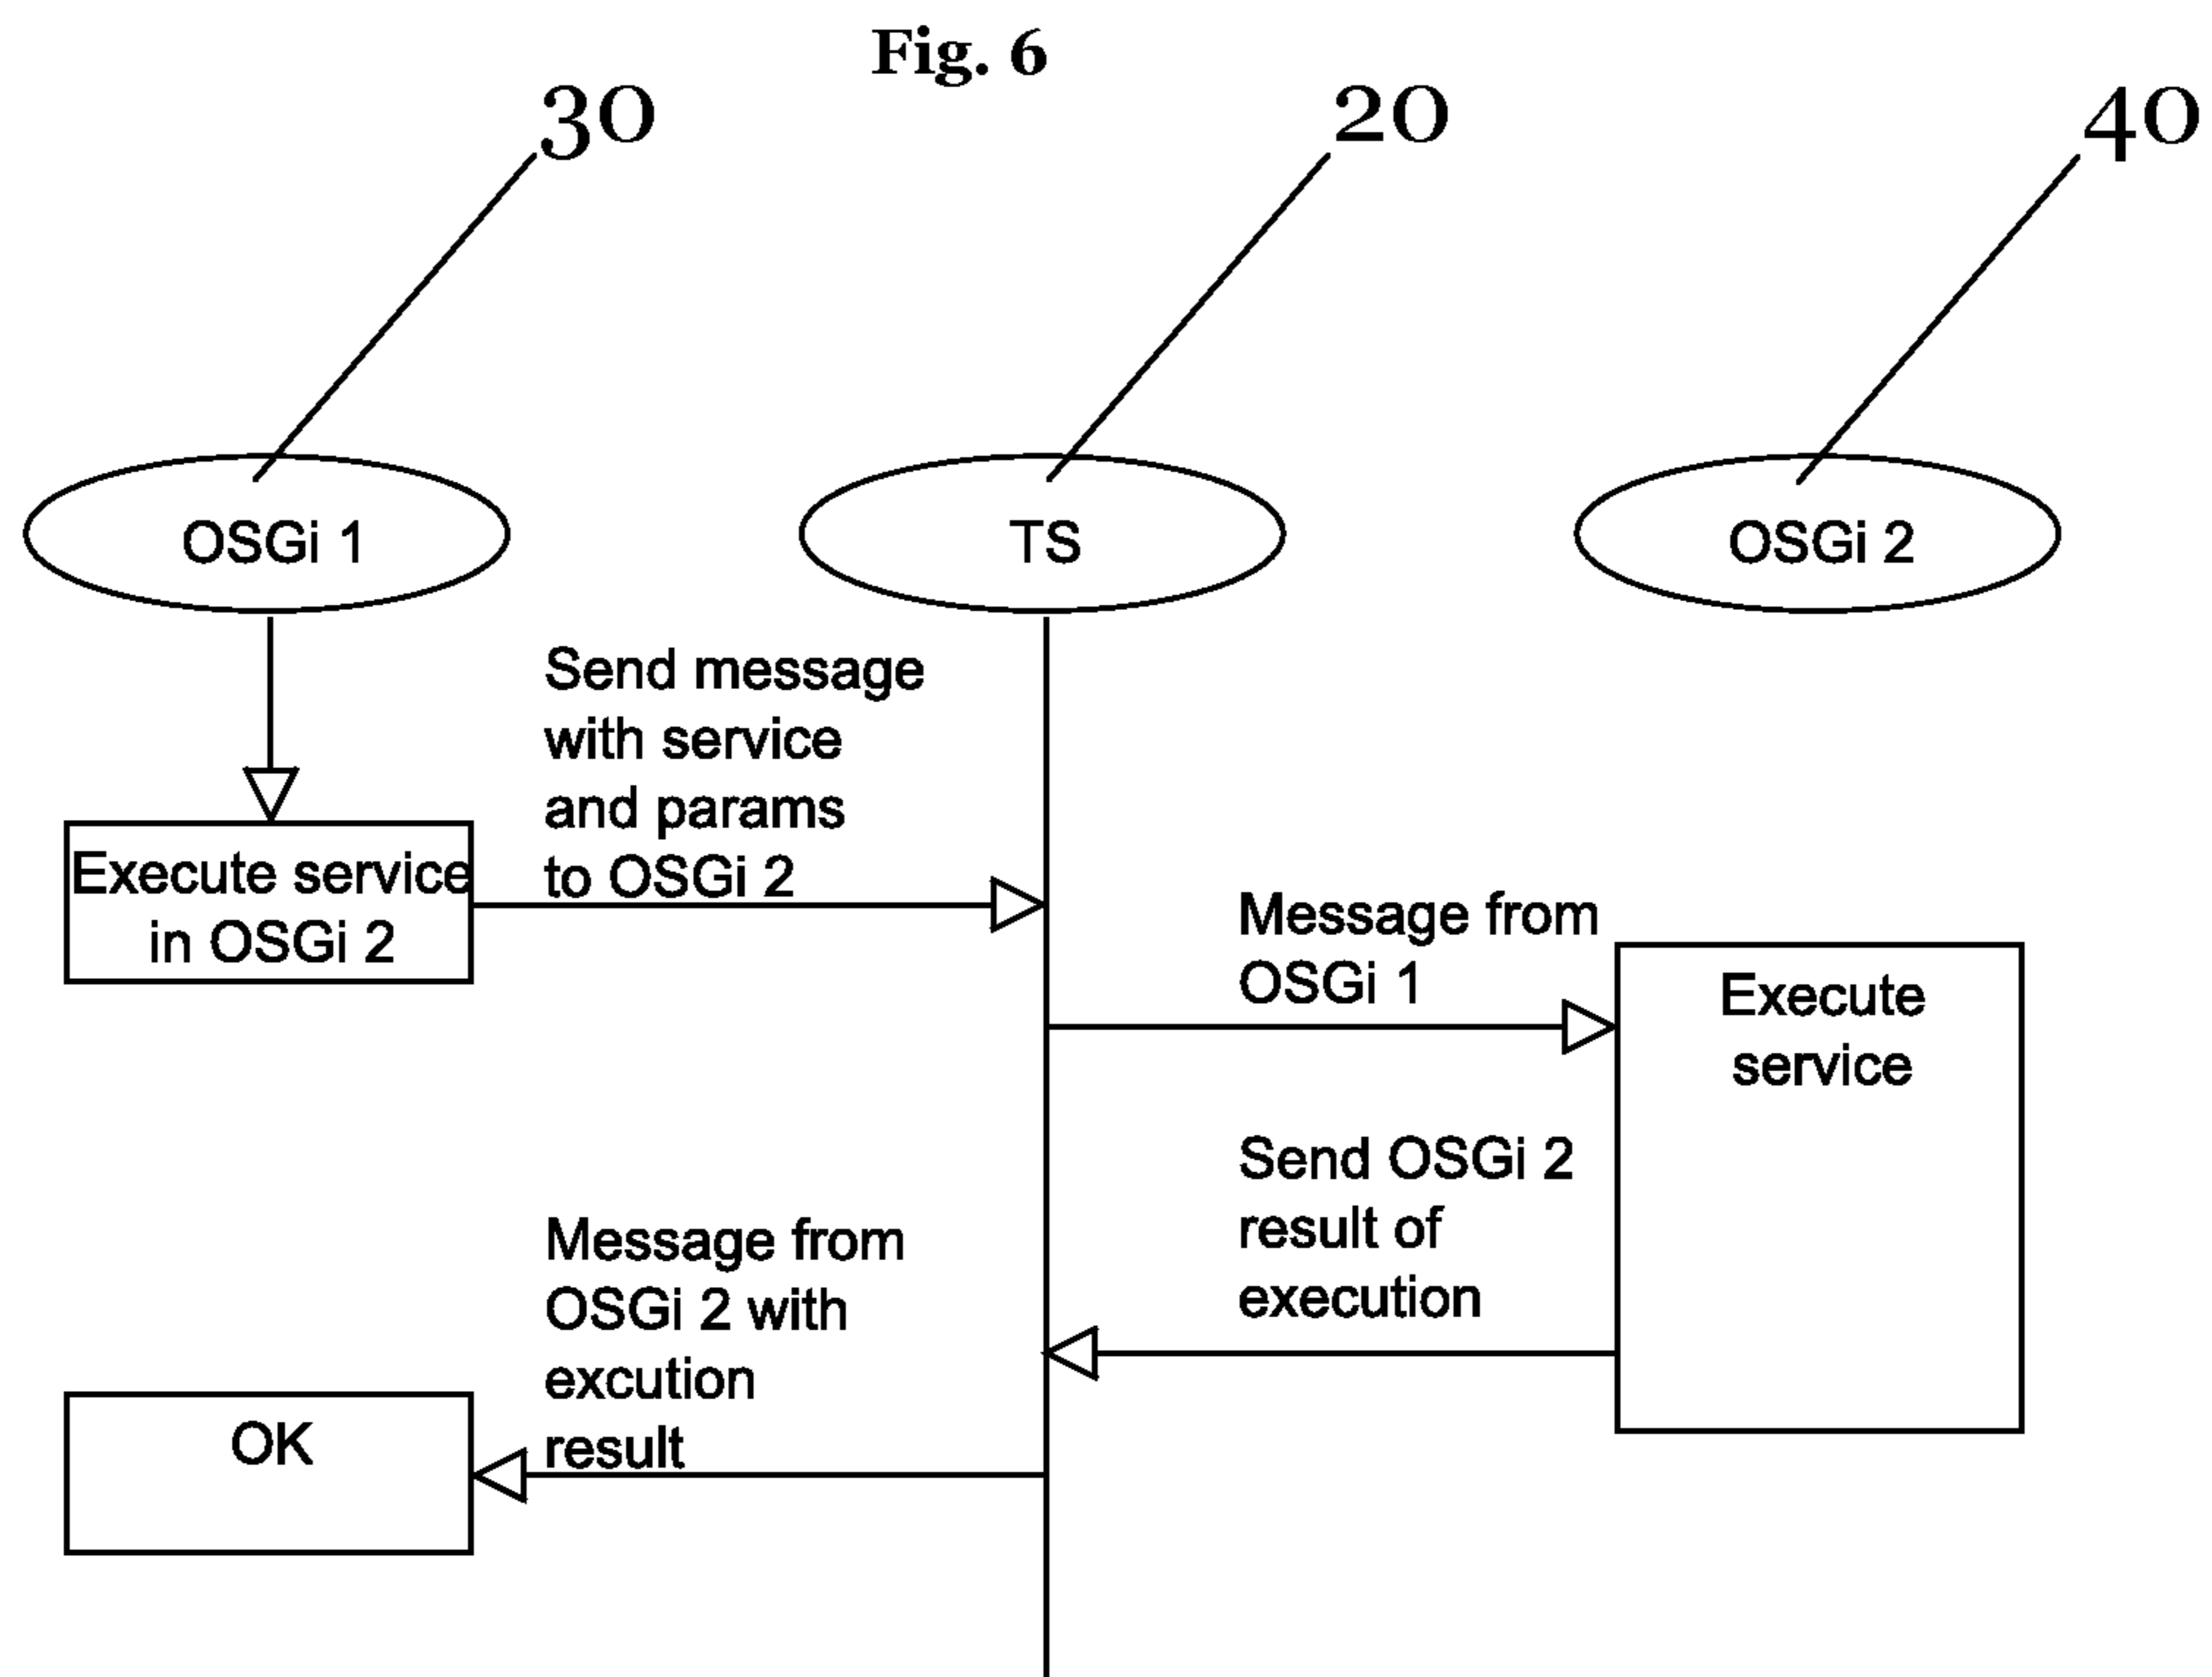 Fig. 6
30
20
40
OSGi 1
TS
OSGi 2
Send message
with service
and params
to OSGi 2
Execute service
in OSGi 2
Message from
OSGi 1
Execute
service
Send OSGi 2
result of
execution
Message from
OSGi 2 with
excution
result
OK